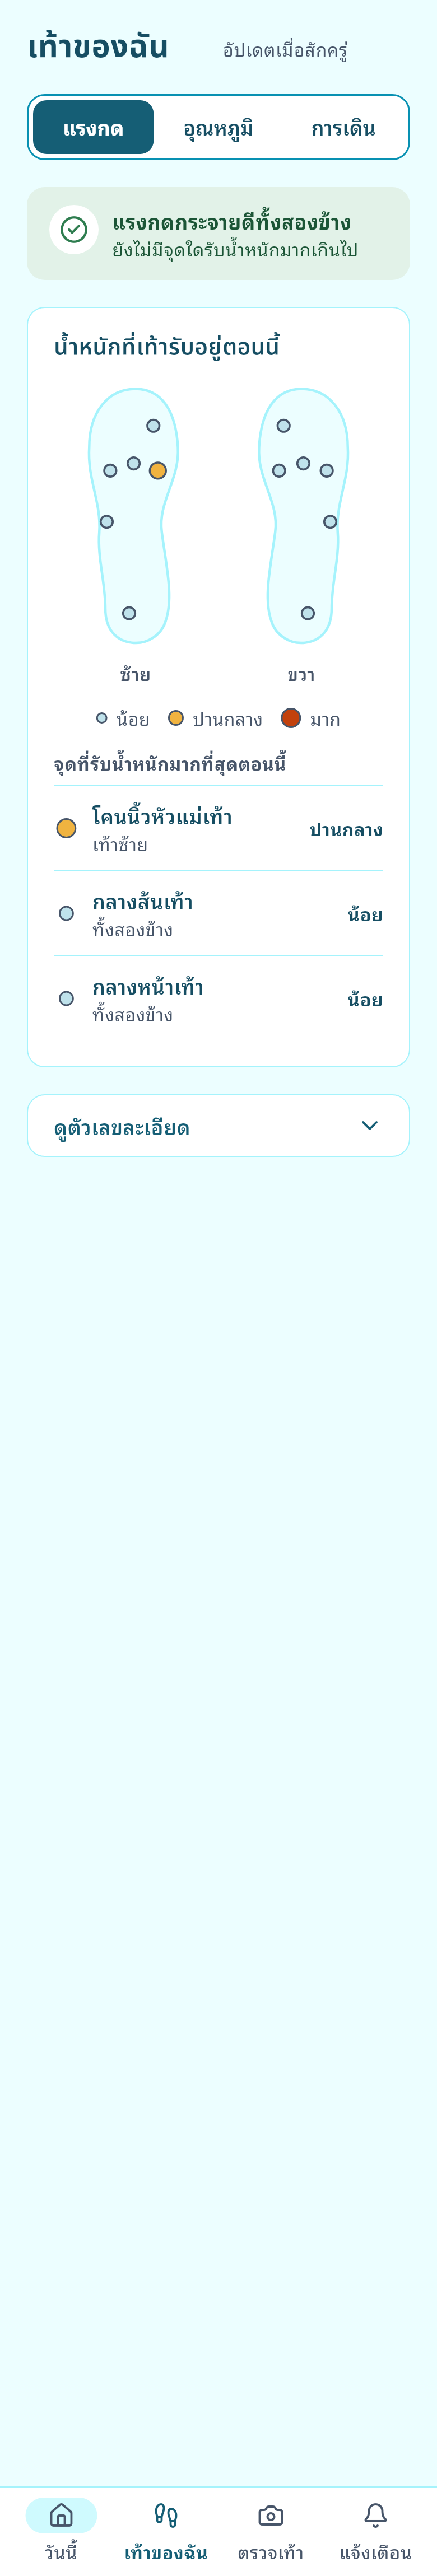 เท้าของฉัน
อัปเดตเมื่อสักครู่
แรงกด อุณหภูมิ การเดิน
แรงกดกระจายดีทั้งสองข้าง
ยังไม่มีจุดใดรับน้ำหนักมากเกินไป
น้ำหนักที่เท้ารับอยู่ตอนนี้
ซ้าย ขวา
น้อย ปานกลาง มาก
จุดที่รับน้ำหนักมากที่สุดตอนนี้
โคนนิ้วหัวแม่เท้า ปานกลาง
เท้าซ้าย
กลางส้นเท้า น้อย
ทั้งสองข้าง
กลางหน้าเท้า น้อย
ทั้งสองข้าง
ดูตัวเลขละเอียด
วันนี้ เท้าของฉัน ตรวจเท้า แจ้งเตือน